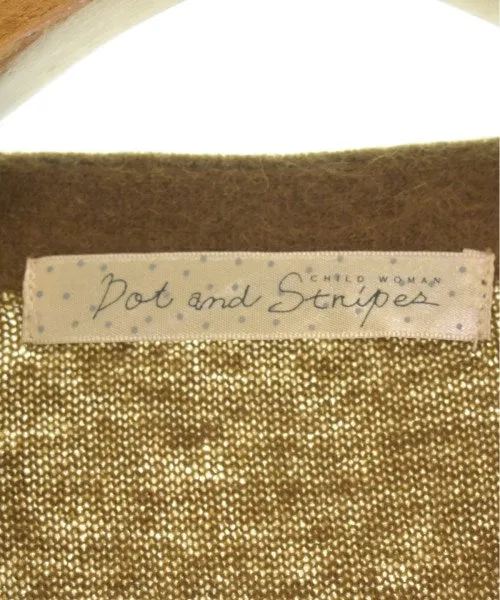 CHILD WOMAN
Dot and Stripes